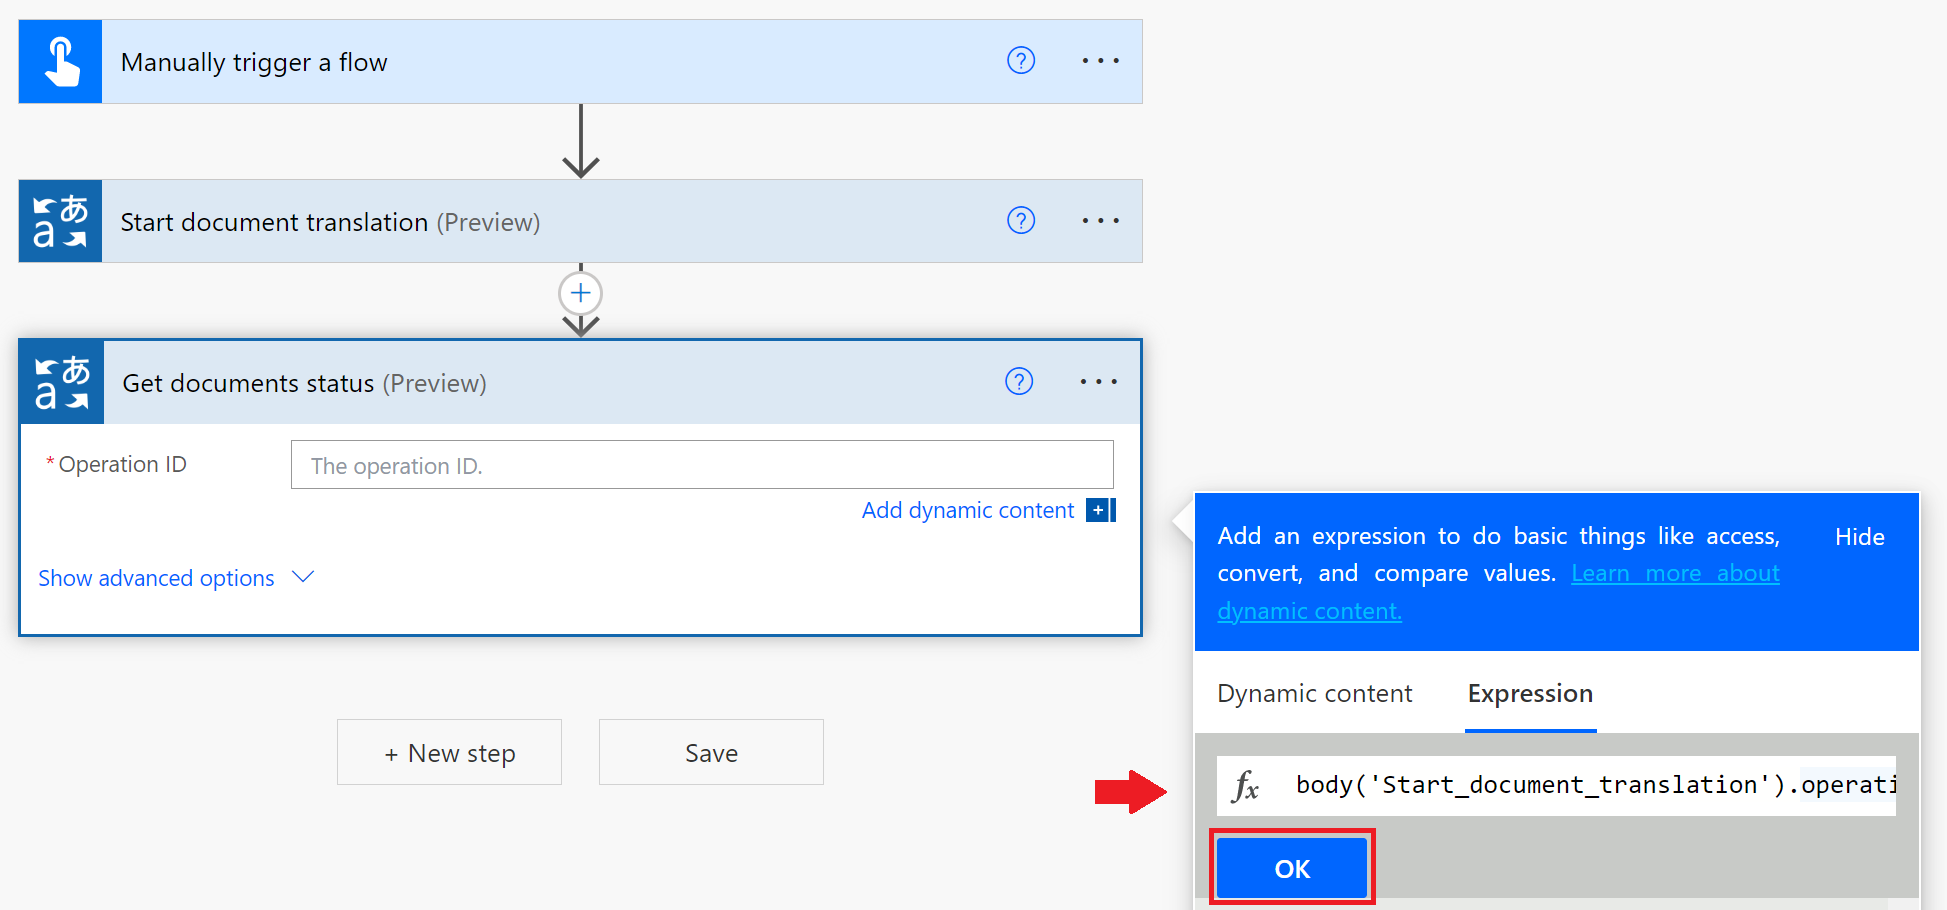 Manually trigger a flow
?
あ
a
Start document translation (Preview)
?
+
あ
a
Get documents status (Preview)
?
* Operation ID
The operation ID.
Add dynamic content +
Show advanced options
+ New step
Save
Add an expression to do basic things like access,
convert, and compare values. Learn more about
dynamic content.
Hide
Dynamic content
Expression
fx
body('Start_document_translation').operati
OK